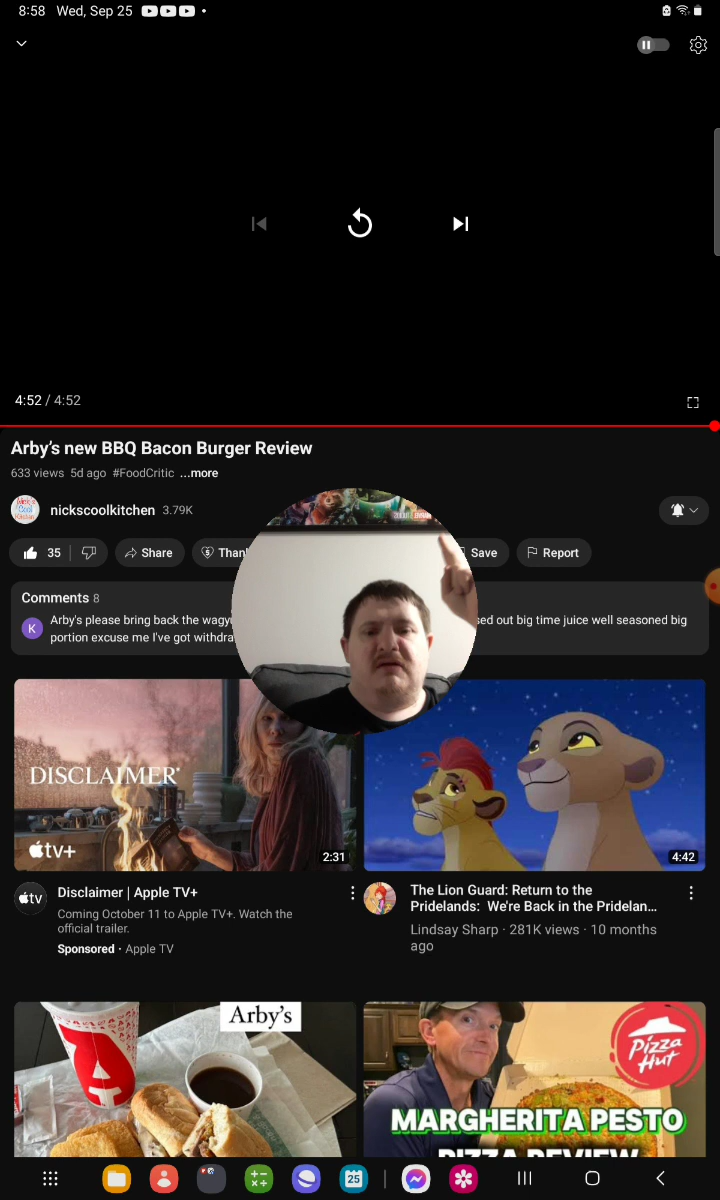 8:58 Wed, Sep 25
4:52 / 4:52
Arby's new BBQ Bacon Burger Review
633 views 5d ago #FoodCritic ...more
nickscoolkitchen 3.79K
35 Share Than Save Report
Comments 8
K
Arby's please bring back the wagy sed out big time juice well seasoned big
portion excuse me I've got withdra
DISCLAIMER
tv+
2:31
4:42
tv
Disclaimer | Apple TV+
Coming October 11 to Apple TV+. Watch the
official trailer.
Sponsored · Apple TV
The Lion Guard: Return to the
Pridelands: We're Back in the Pridelan...
Lindsay Sharp · 281K views · 10 months
ago
Arby's
Pizza
Hut
MARGHERITA PESTO
PIZZA REVIEW
25